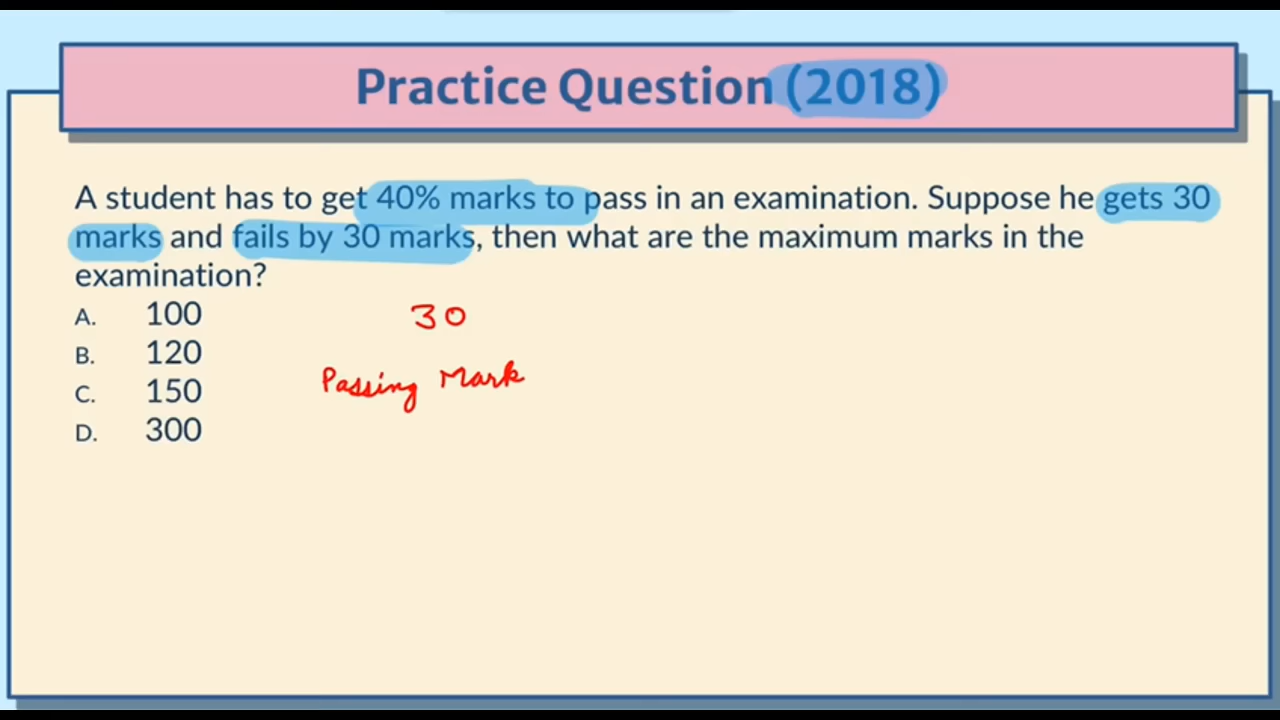 Practice Question (2018)
A student has to get 40% marks to pass in an examination. Suppose he gets 30
marks and fails by 30 marks, then what are the maximum marks in the
examination?
A. 100
B. 120
C. 150
D. 300
30
Passing Mark